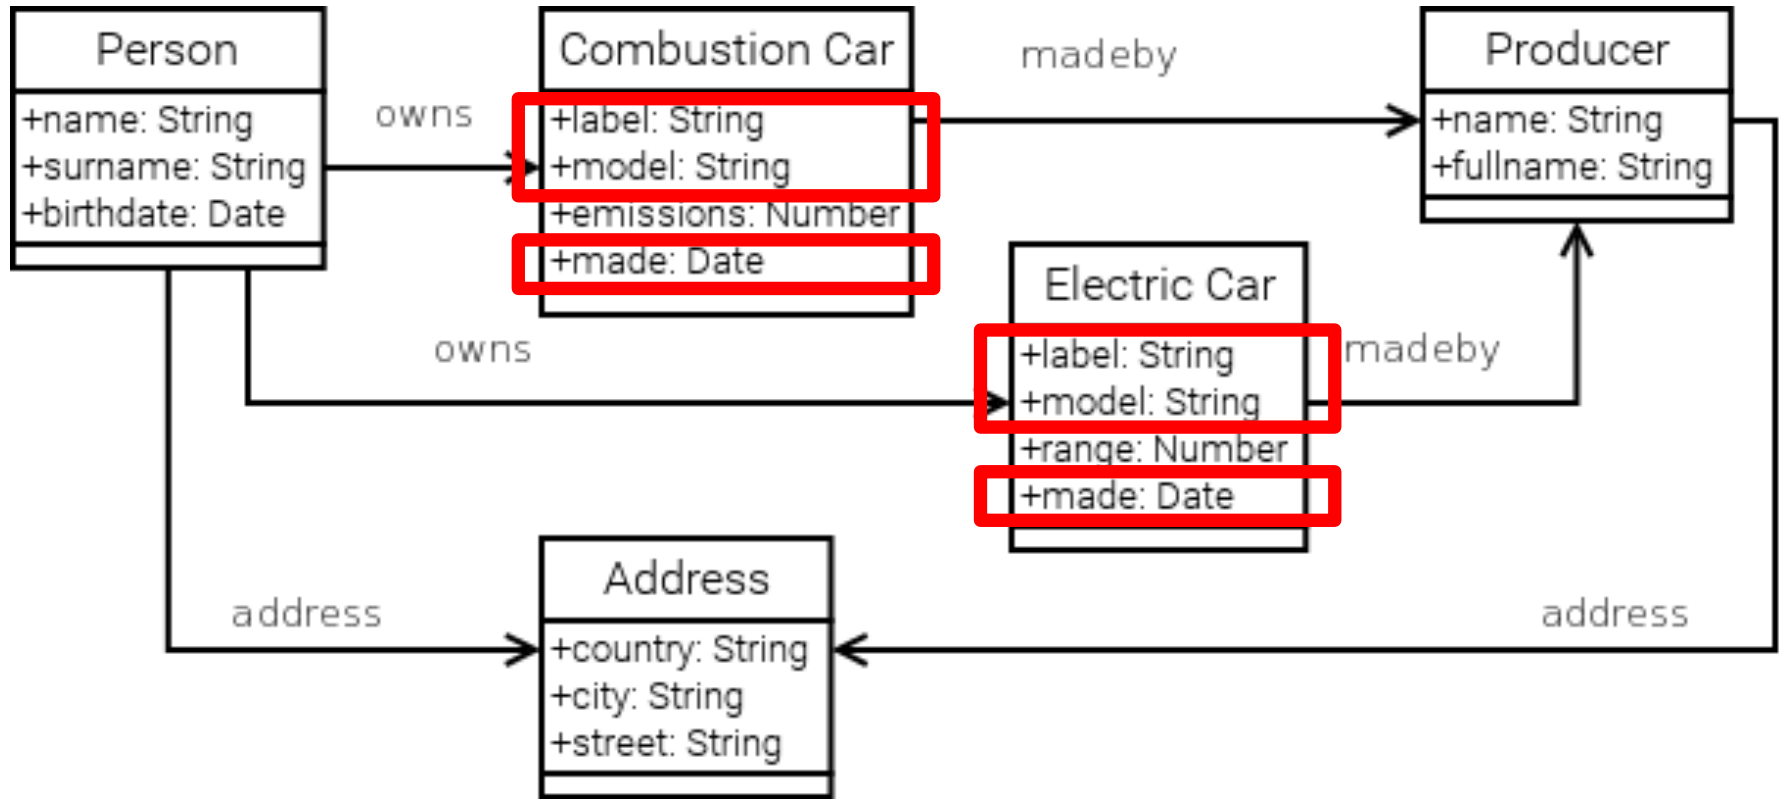 Person
+name: String
+surname: String
+birthdate: Date
owns
Combustion Car
+label: String
+model: String
+emissions: Number
+made: Date
madeby
Producer
+name: String
+fullname: String
owns
Electric Car
+label: String
+model: String
+range: Number
+made: Date
madeby
address
Address
+country: String
+city: String
+street: String
address